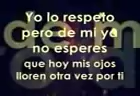 Yo lo respeto
pero de mi ya
no esperes
que hoy mis ojos
lloren otra vez por ti